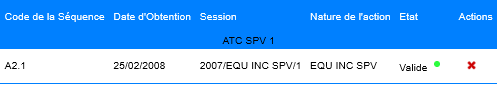 Code de la Séquence Date d'Obtention Session Nature de l'action Etat Actions
ATC SPV 1
A2.1 25/02/2008 2007/EQU INC SPV/1 EQU INC SPV Valide